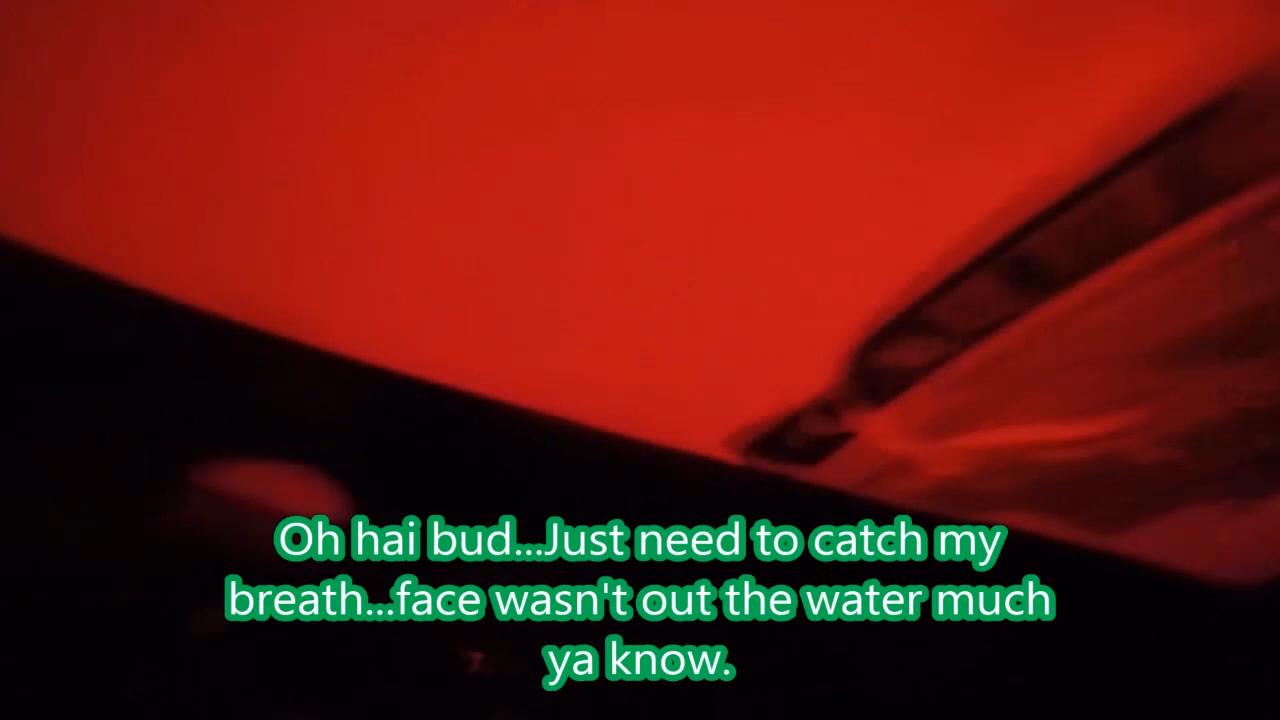 Oh hai bud...Just need to catch my
breath...face wasn't out the water much
ya know.